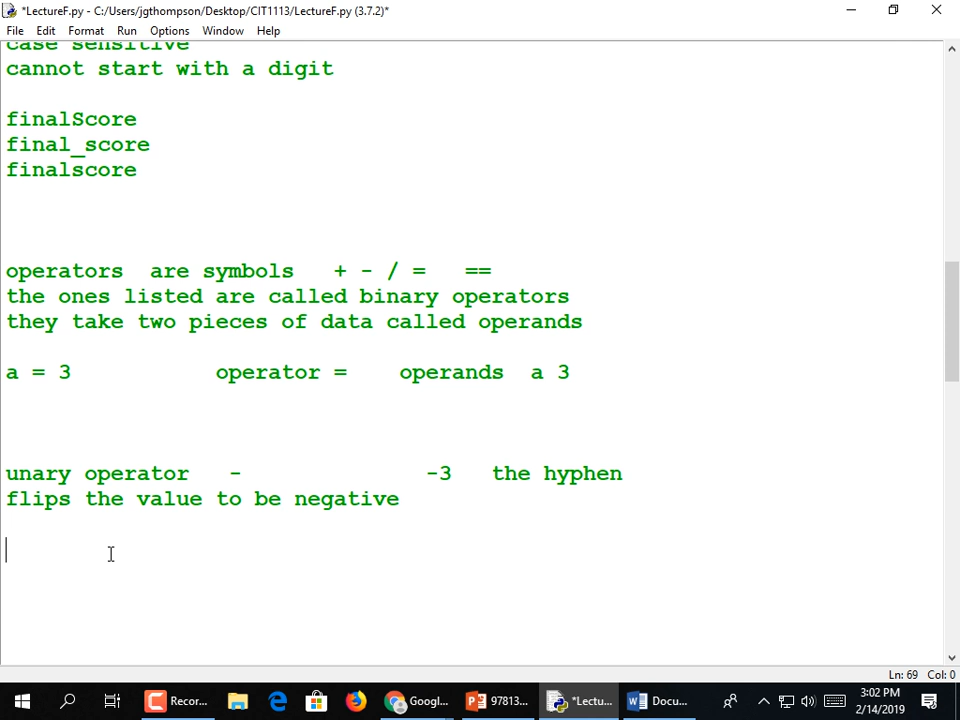 *LectureF.py - C:/Users/jgthompson/Desktop/CIT1113/LectureF.py (3.7.2)*
File Edit Format Run Options Window Help
case sensitive
cannot start with a digit
finalScore
final_score
finalscore
operators are symbols + - / = ==
the ones listed are called binary operators
they take two pieces of data called operands
a = 3 operator = operands a 3
unary operator - -3 the hyphen
flips the value to be negative
Ln: 69 Col: 0
Recor... Googl... 97813... *Lectu... Docu... 3:02 PM
2/14/2019